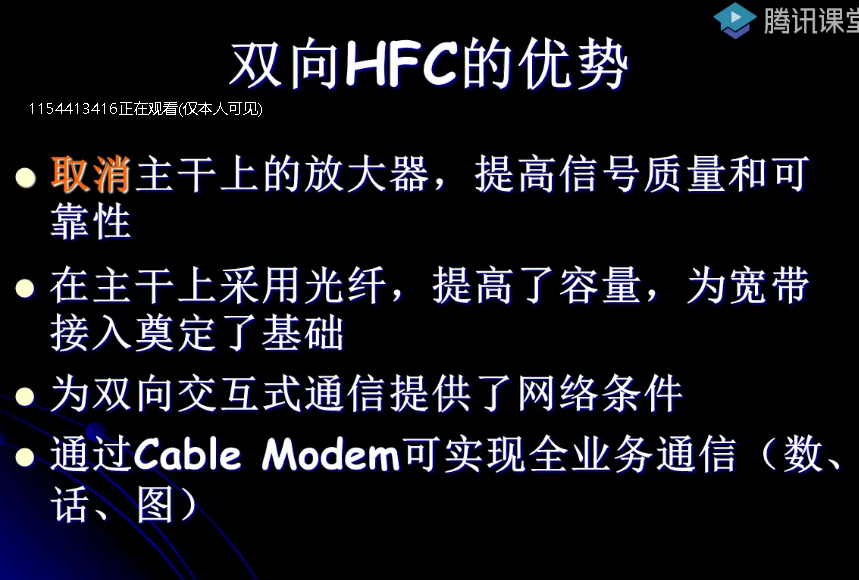 腾讯课堂
双向HFC的优势
1154413416正在观看(仅本人可见)
取消主干上的放大器，提高信号质量和可
靠性
在主干上采用光纤，提高了容量，为宽带
接入奠定了基础
为双向交互式通信提供了网络条件
通过Cable Modem可实现全业务通信（数、
话、图）